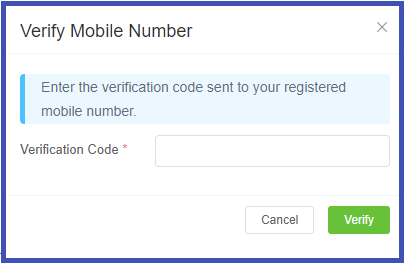 Verify Mobile Number
Enter the verification code sent to your registered
mobile number.
Verification Code *
Cancel
Verify